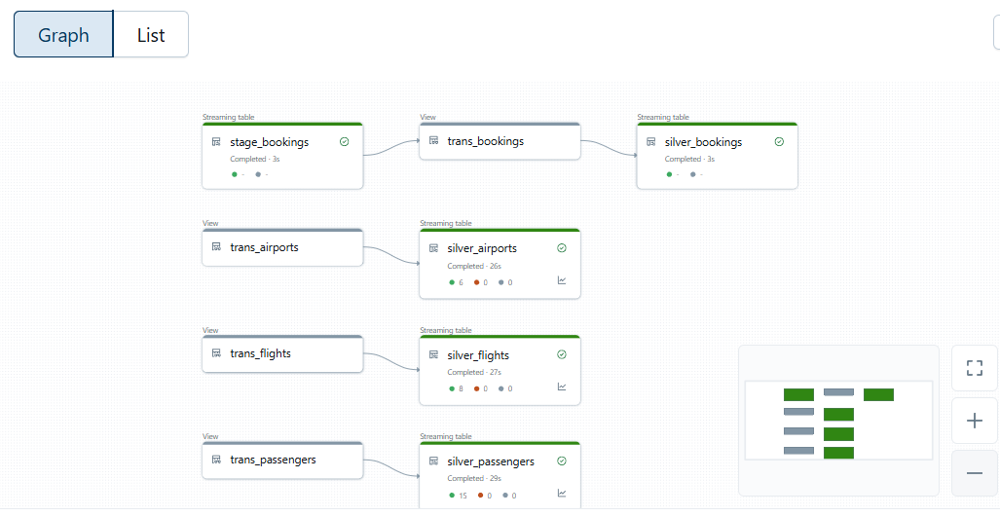 Graph List
Streaming table View Streaming table
stage_bookings trans_bookings silver_bookings
Completed · 3s Completed · 3s
- - - -
View Streaming table
trans_airports silver_airports
Completed · 26s
6 0 0
View Streaming table
trans_flights silver_flights
Completed · 27s
8 0 0
View Streaming table
trans_passengers silver_passengers
Completed · 29s
15 0 0